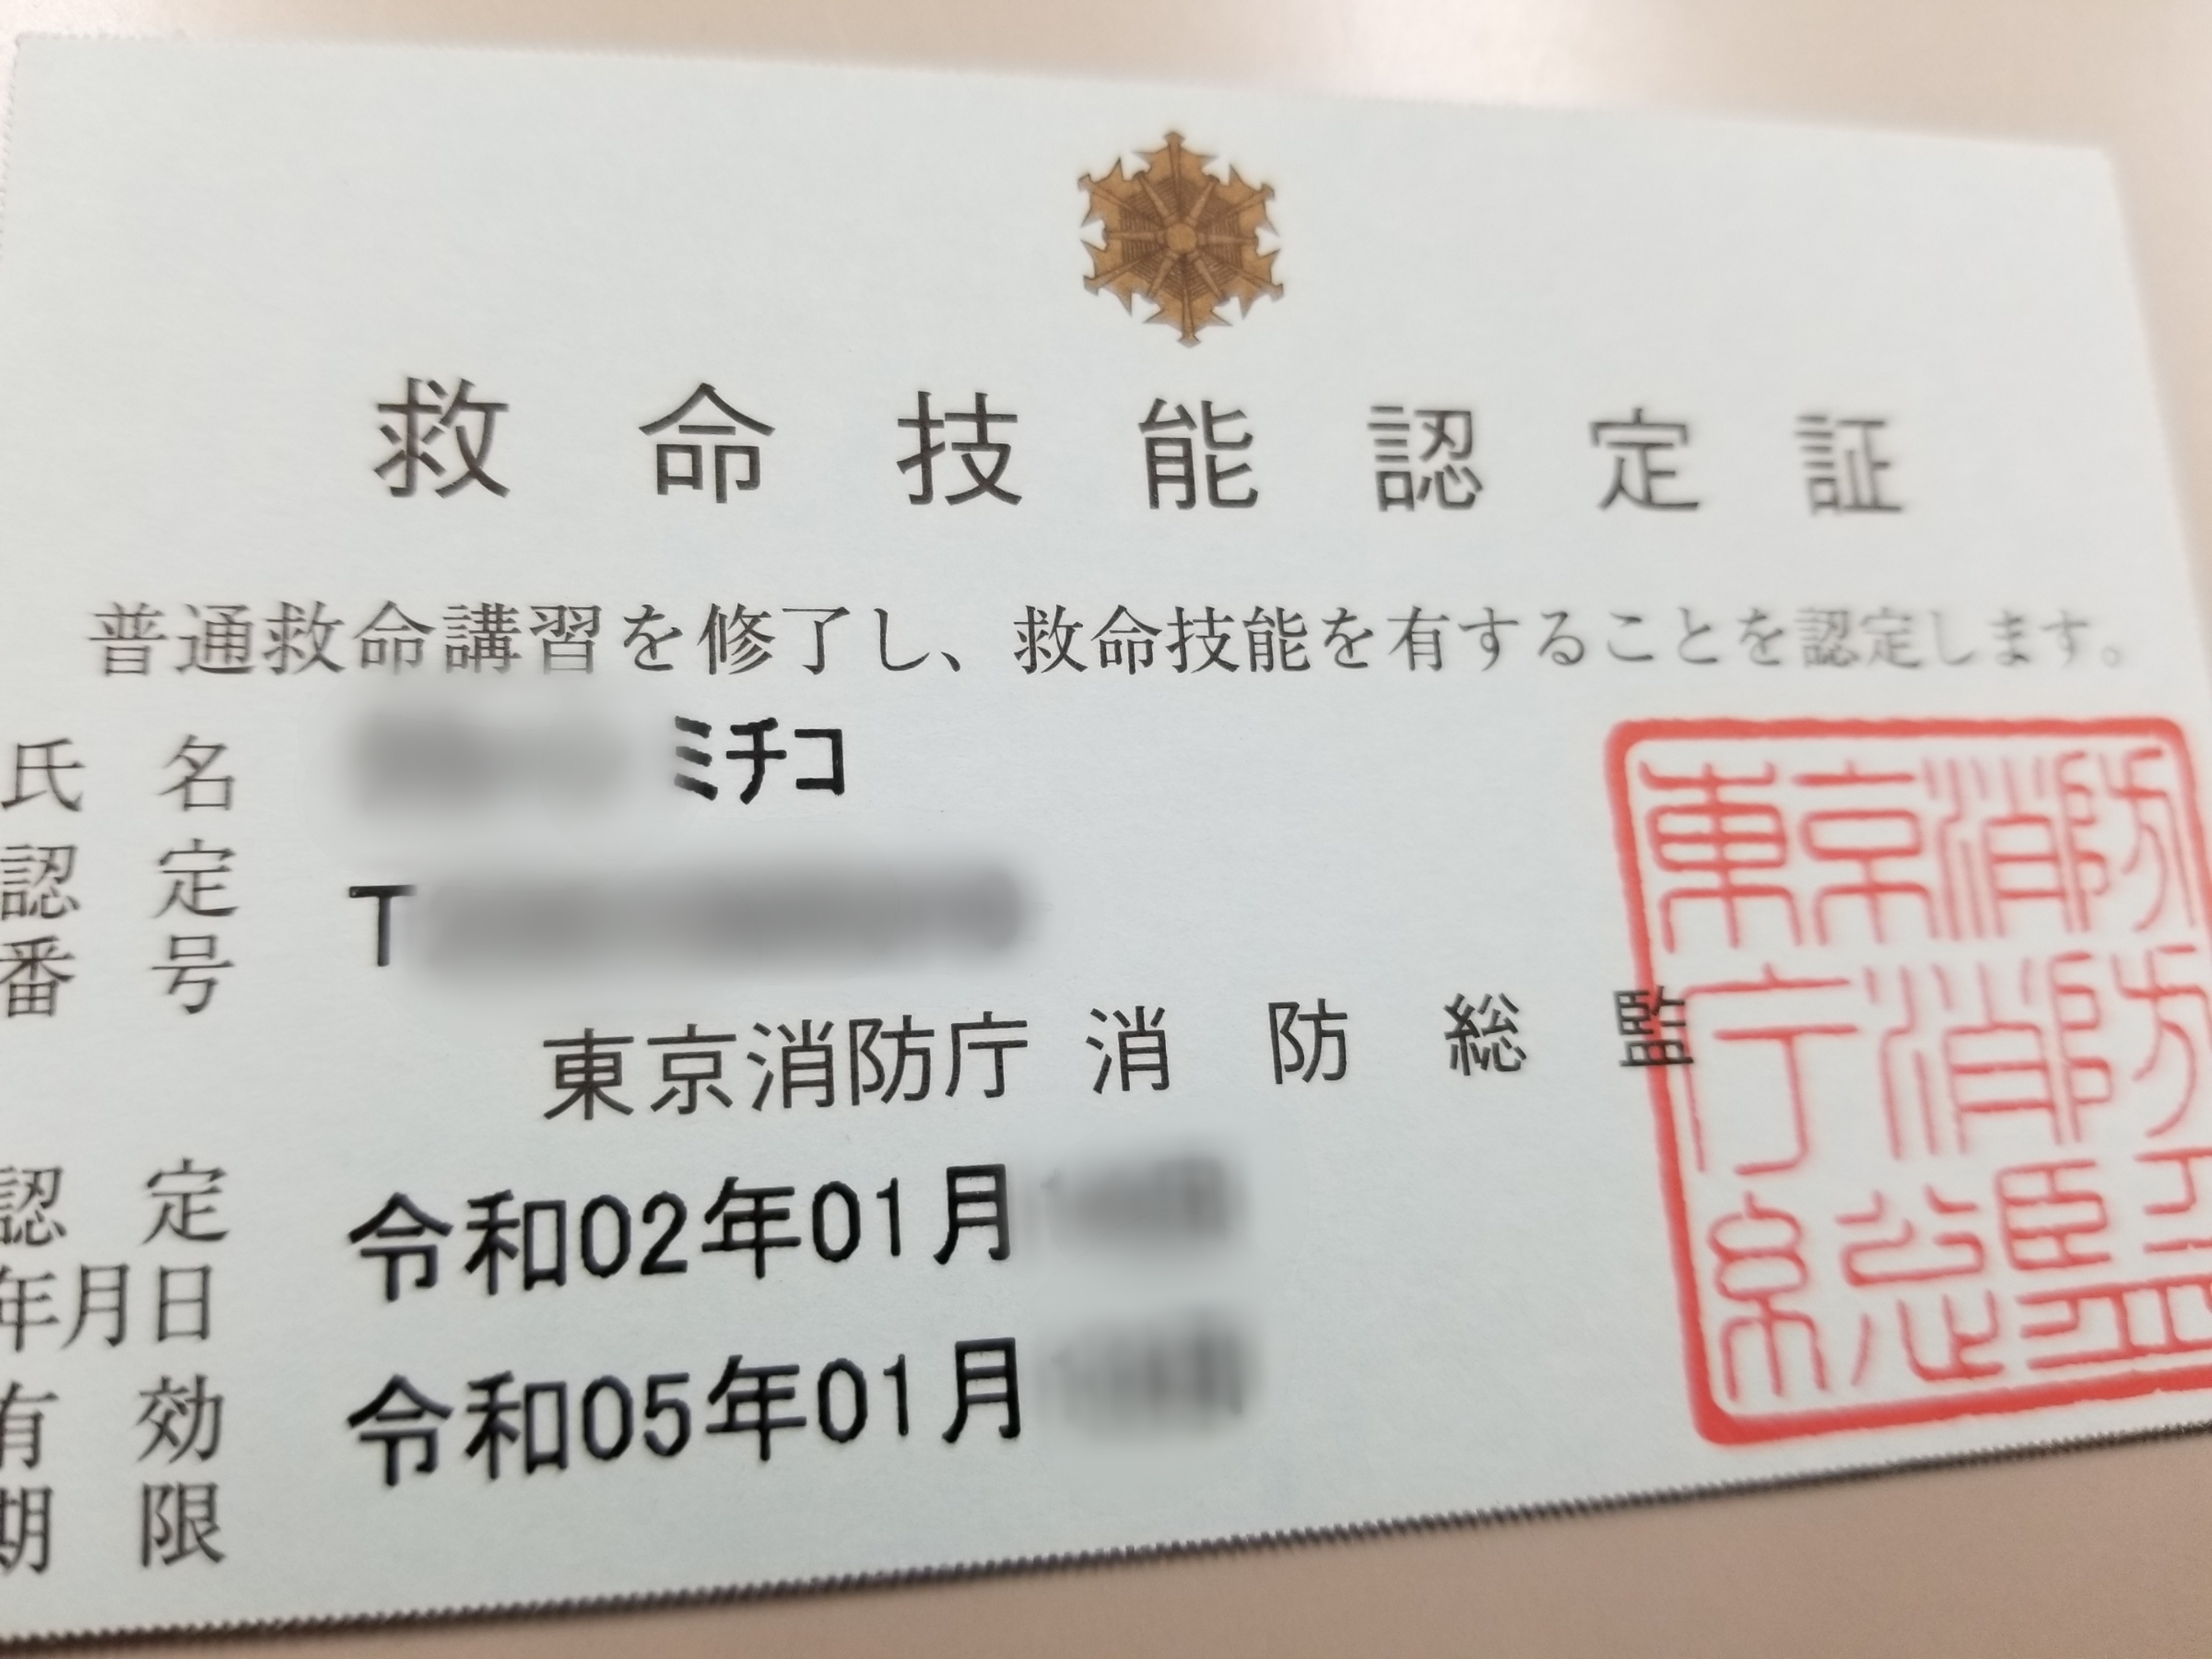 救命技能認定証
普通救命講習を修了し、救命技能を有することを認定します。
氏名 ミチコ
認定番号 T
東京消防庁 消防総監
認定年月日 令和02年01月
有効期限 令和05年01月
東京消防
庁消防
総監